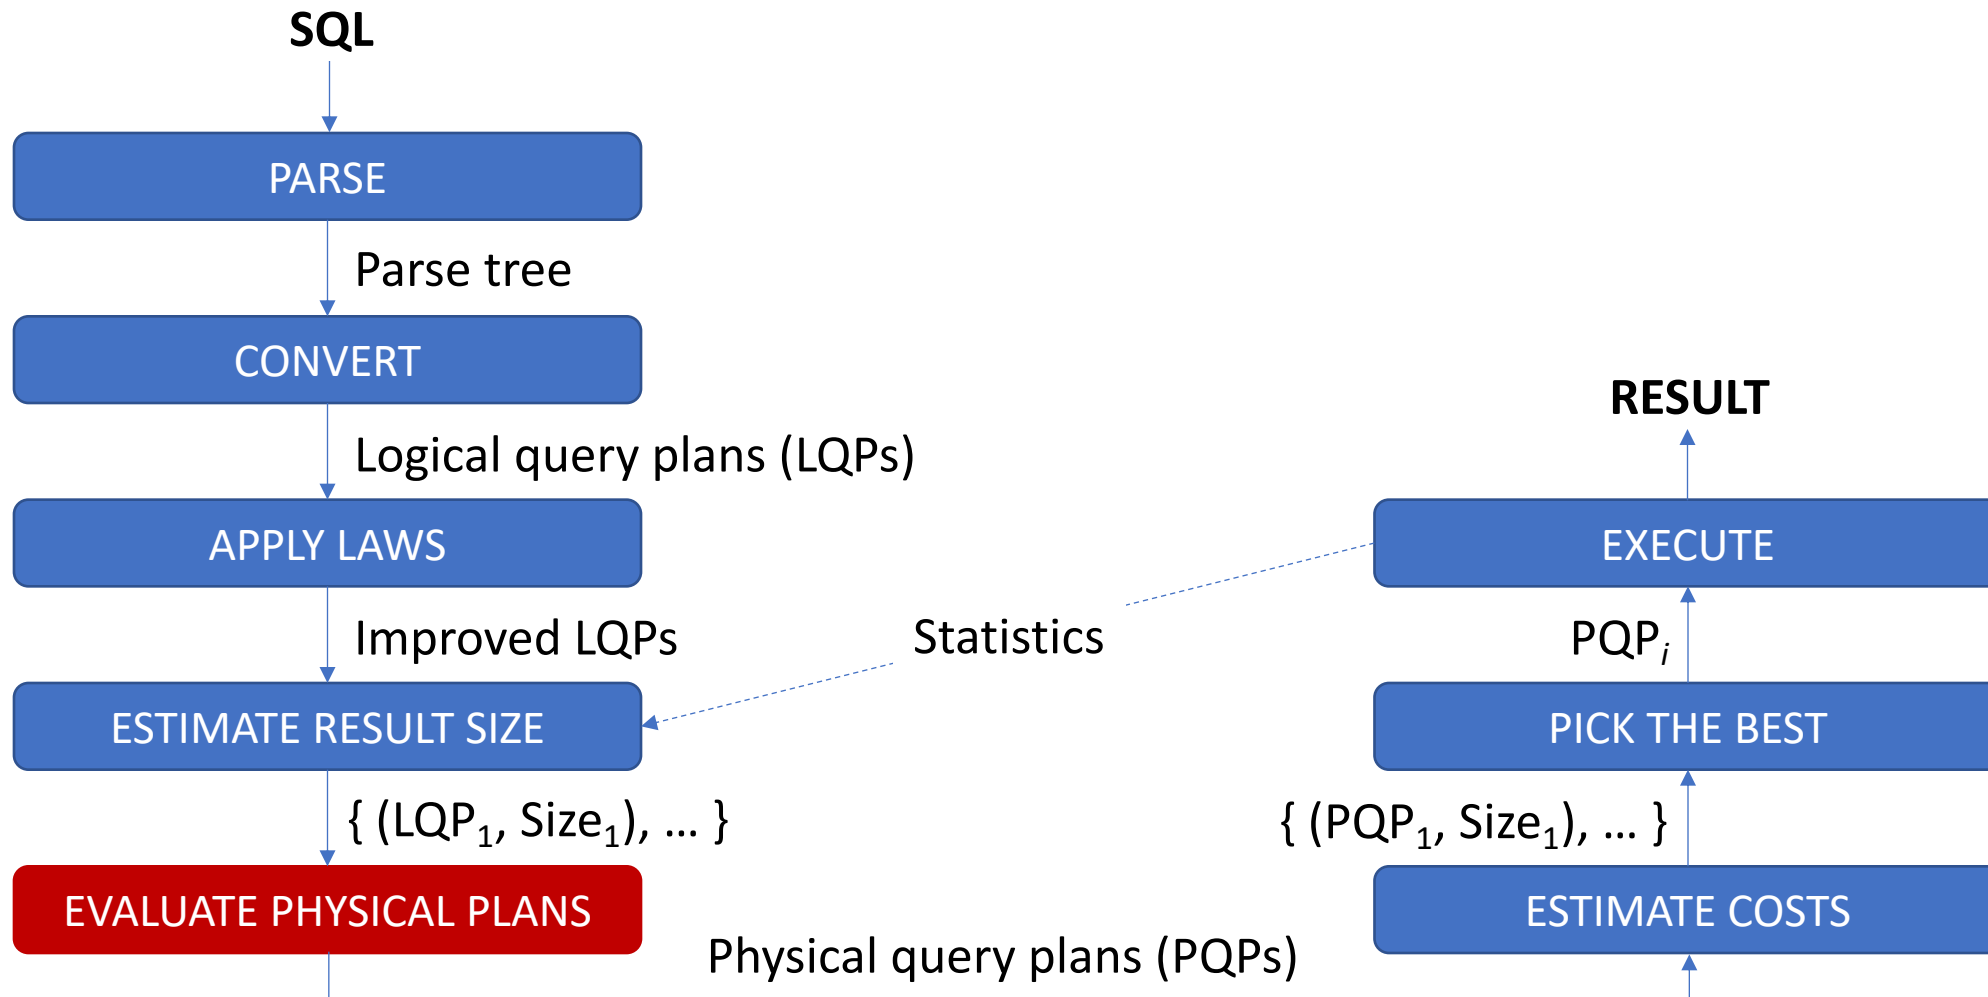 SQL
PARSE
Parse tree
CONVERT
Logical query plans (LQPs)
APPLY LAWS
Improved LQPs
ESTIMATE RESULT SIZE
{ (LQP₁, Size₁), ... }
EVALUATE PHYSICAL PLANS
Statistics
Physical query plans (PQPs)
RESULT
EXECUTE
PQPᵢ
PICK THE BEST
{ (PQP₁, Size₁), ... }
ESTIMATE COSTS